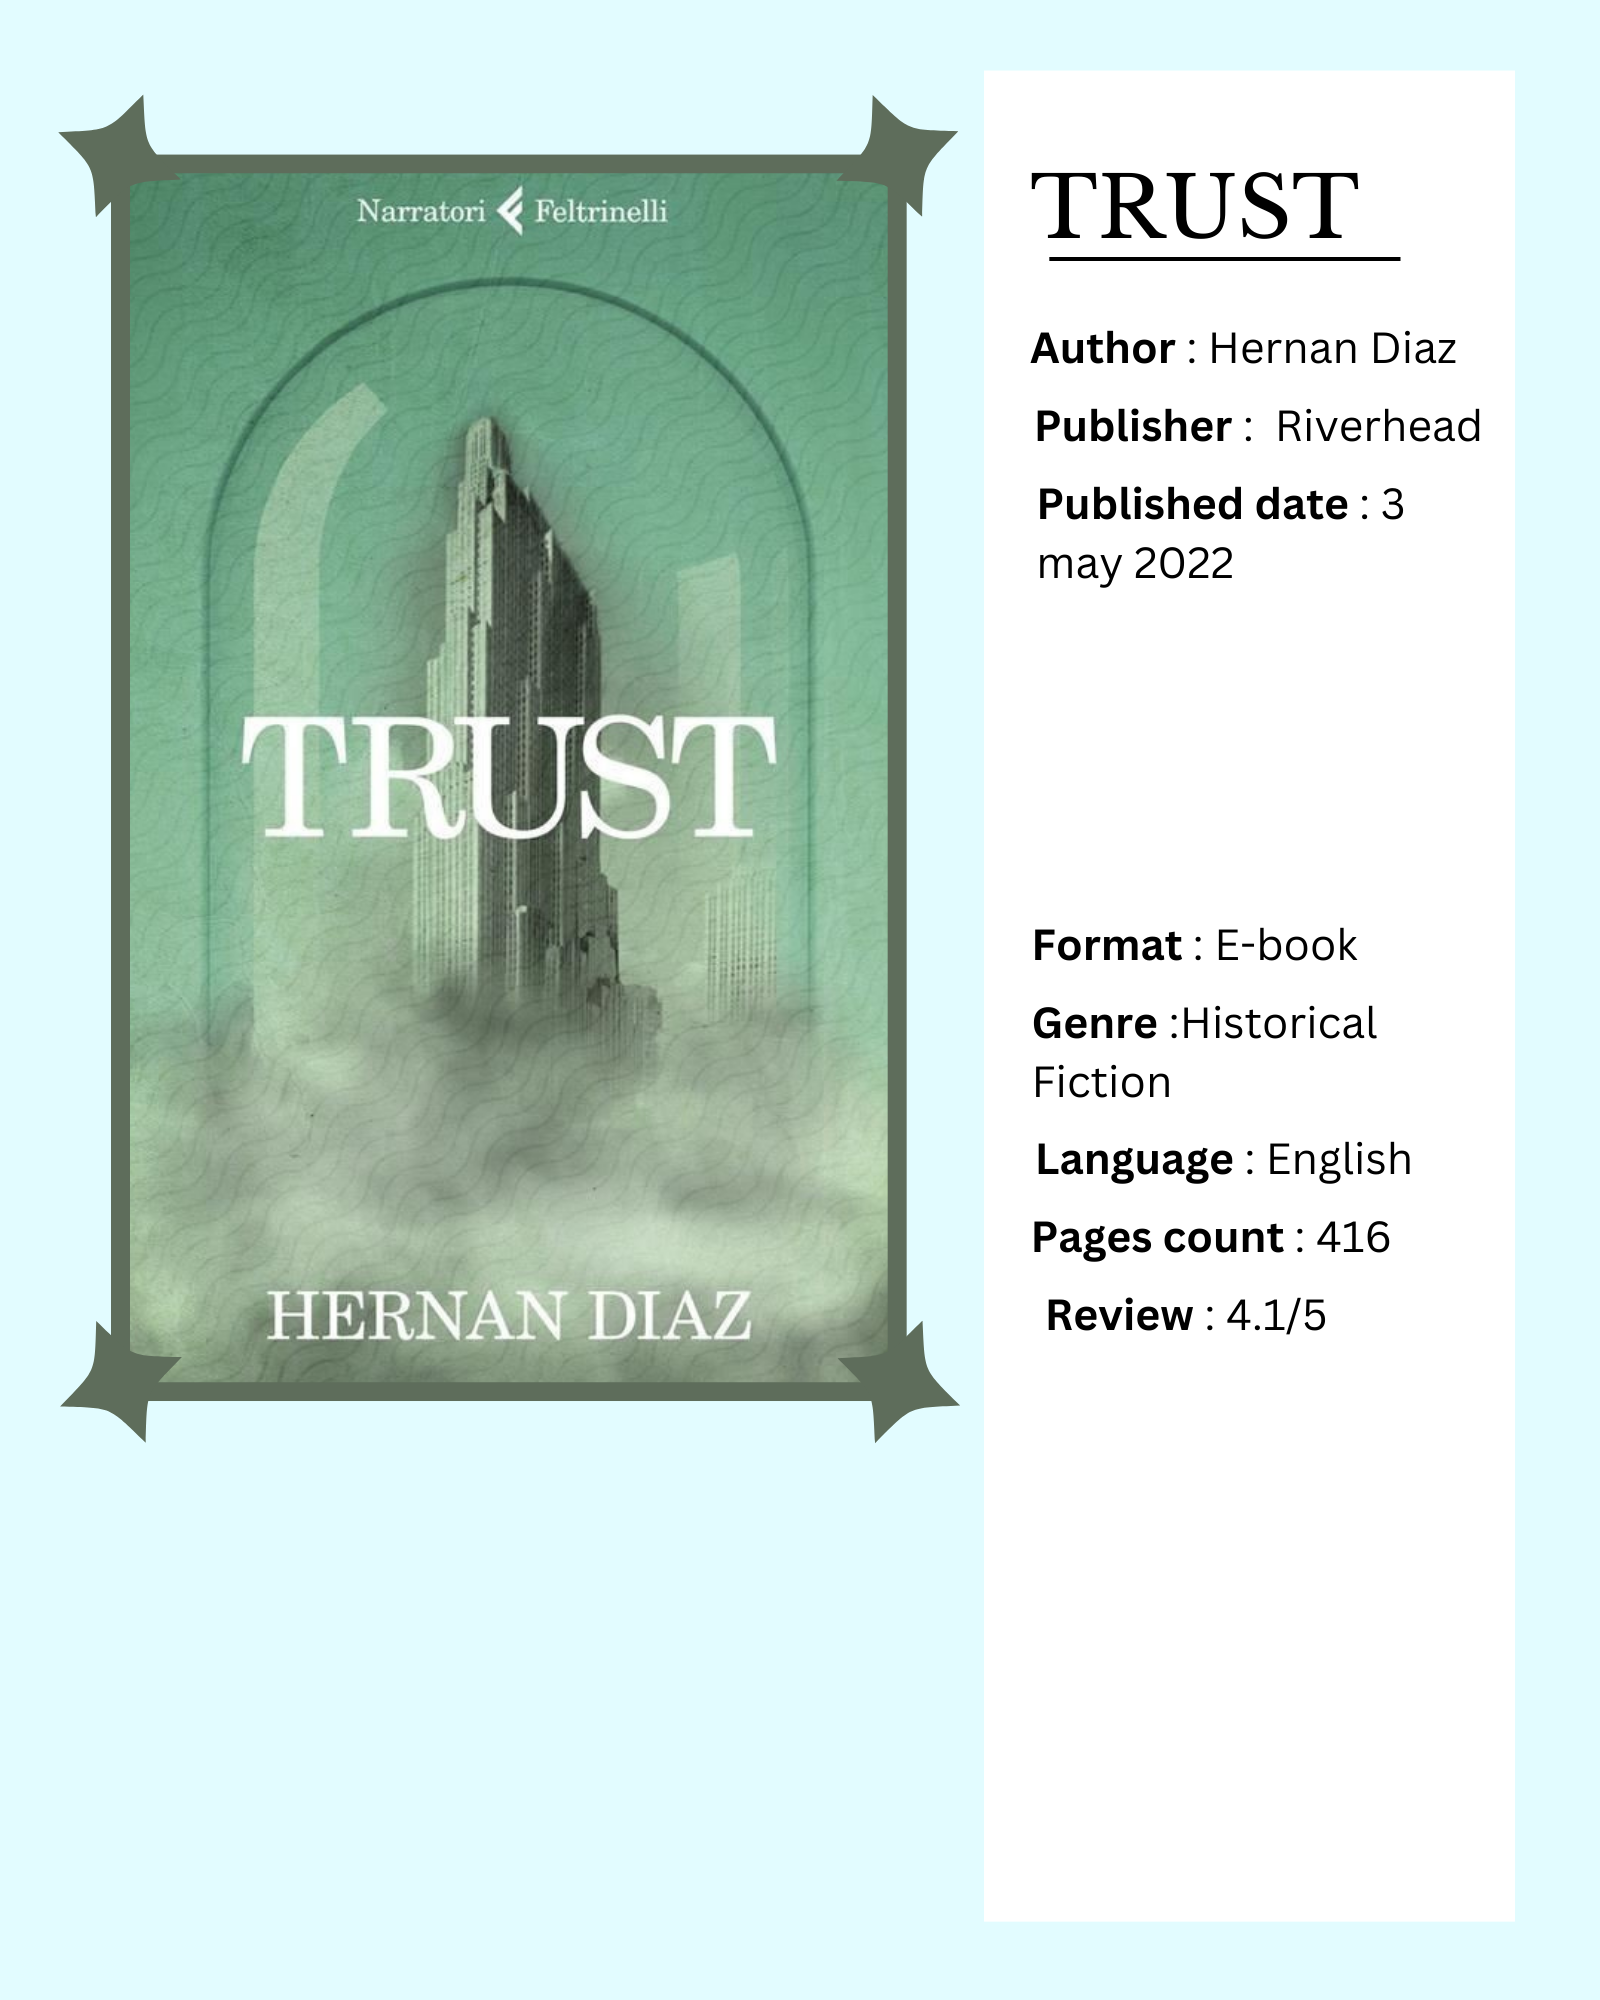 Narratori Feltrinelli
TRUST
HERNAN DIAZ
TRUST
Author : Hernan Diaz
Publisher :  Riverhead
Published date : 3
may 2022
Format : E-book
Genre :Historical
Fiction
Language : English
Pages count : 416
Review : 4.1/5